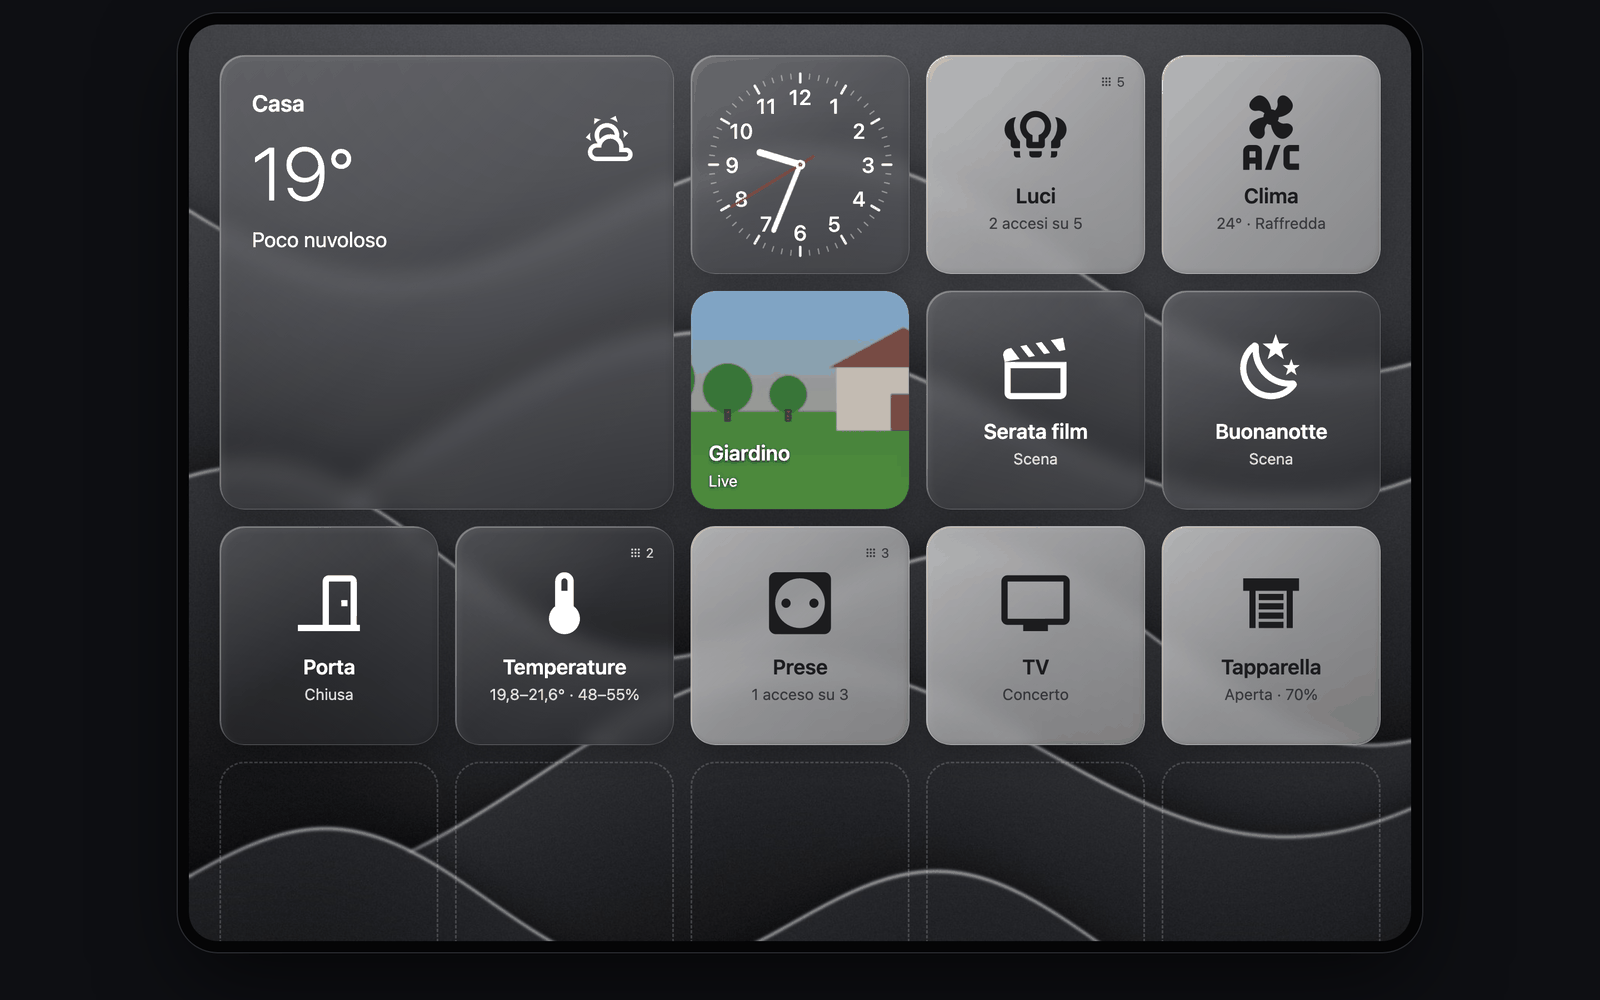 Casa
19°
Poco nuvoloso
12
11
1
10
2
9
3
8
4
7
5
6
5
Luci
2 accesi su 5
A/C
Clima
24° · Raffredda
Giardino
Live
Serata film
Scena
Buonanotte
Scena
Porta
Chiusa
2
Temperature
19,8–21,6° · 48–55%
3
Prese
1 acceso su 3
TV
Concerto
Tapparella
Aperta · 70%